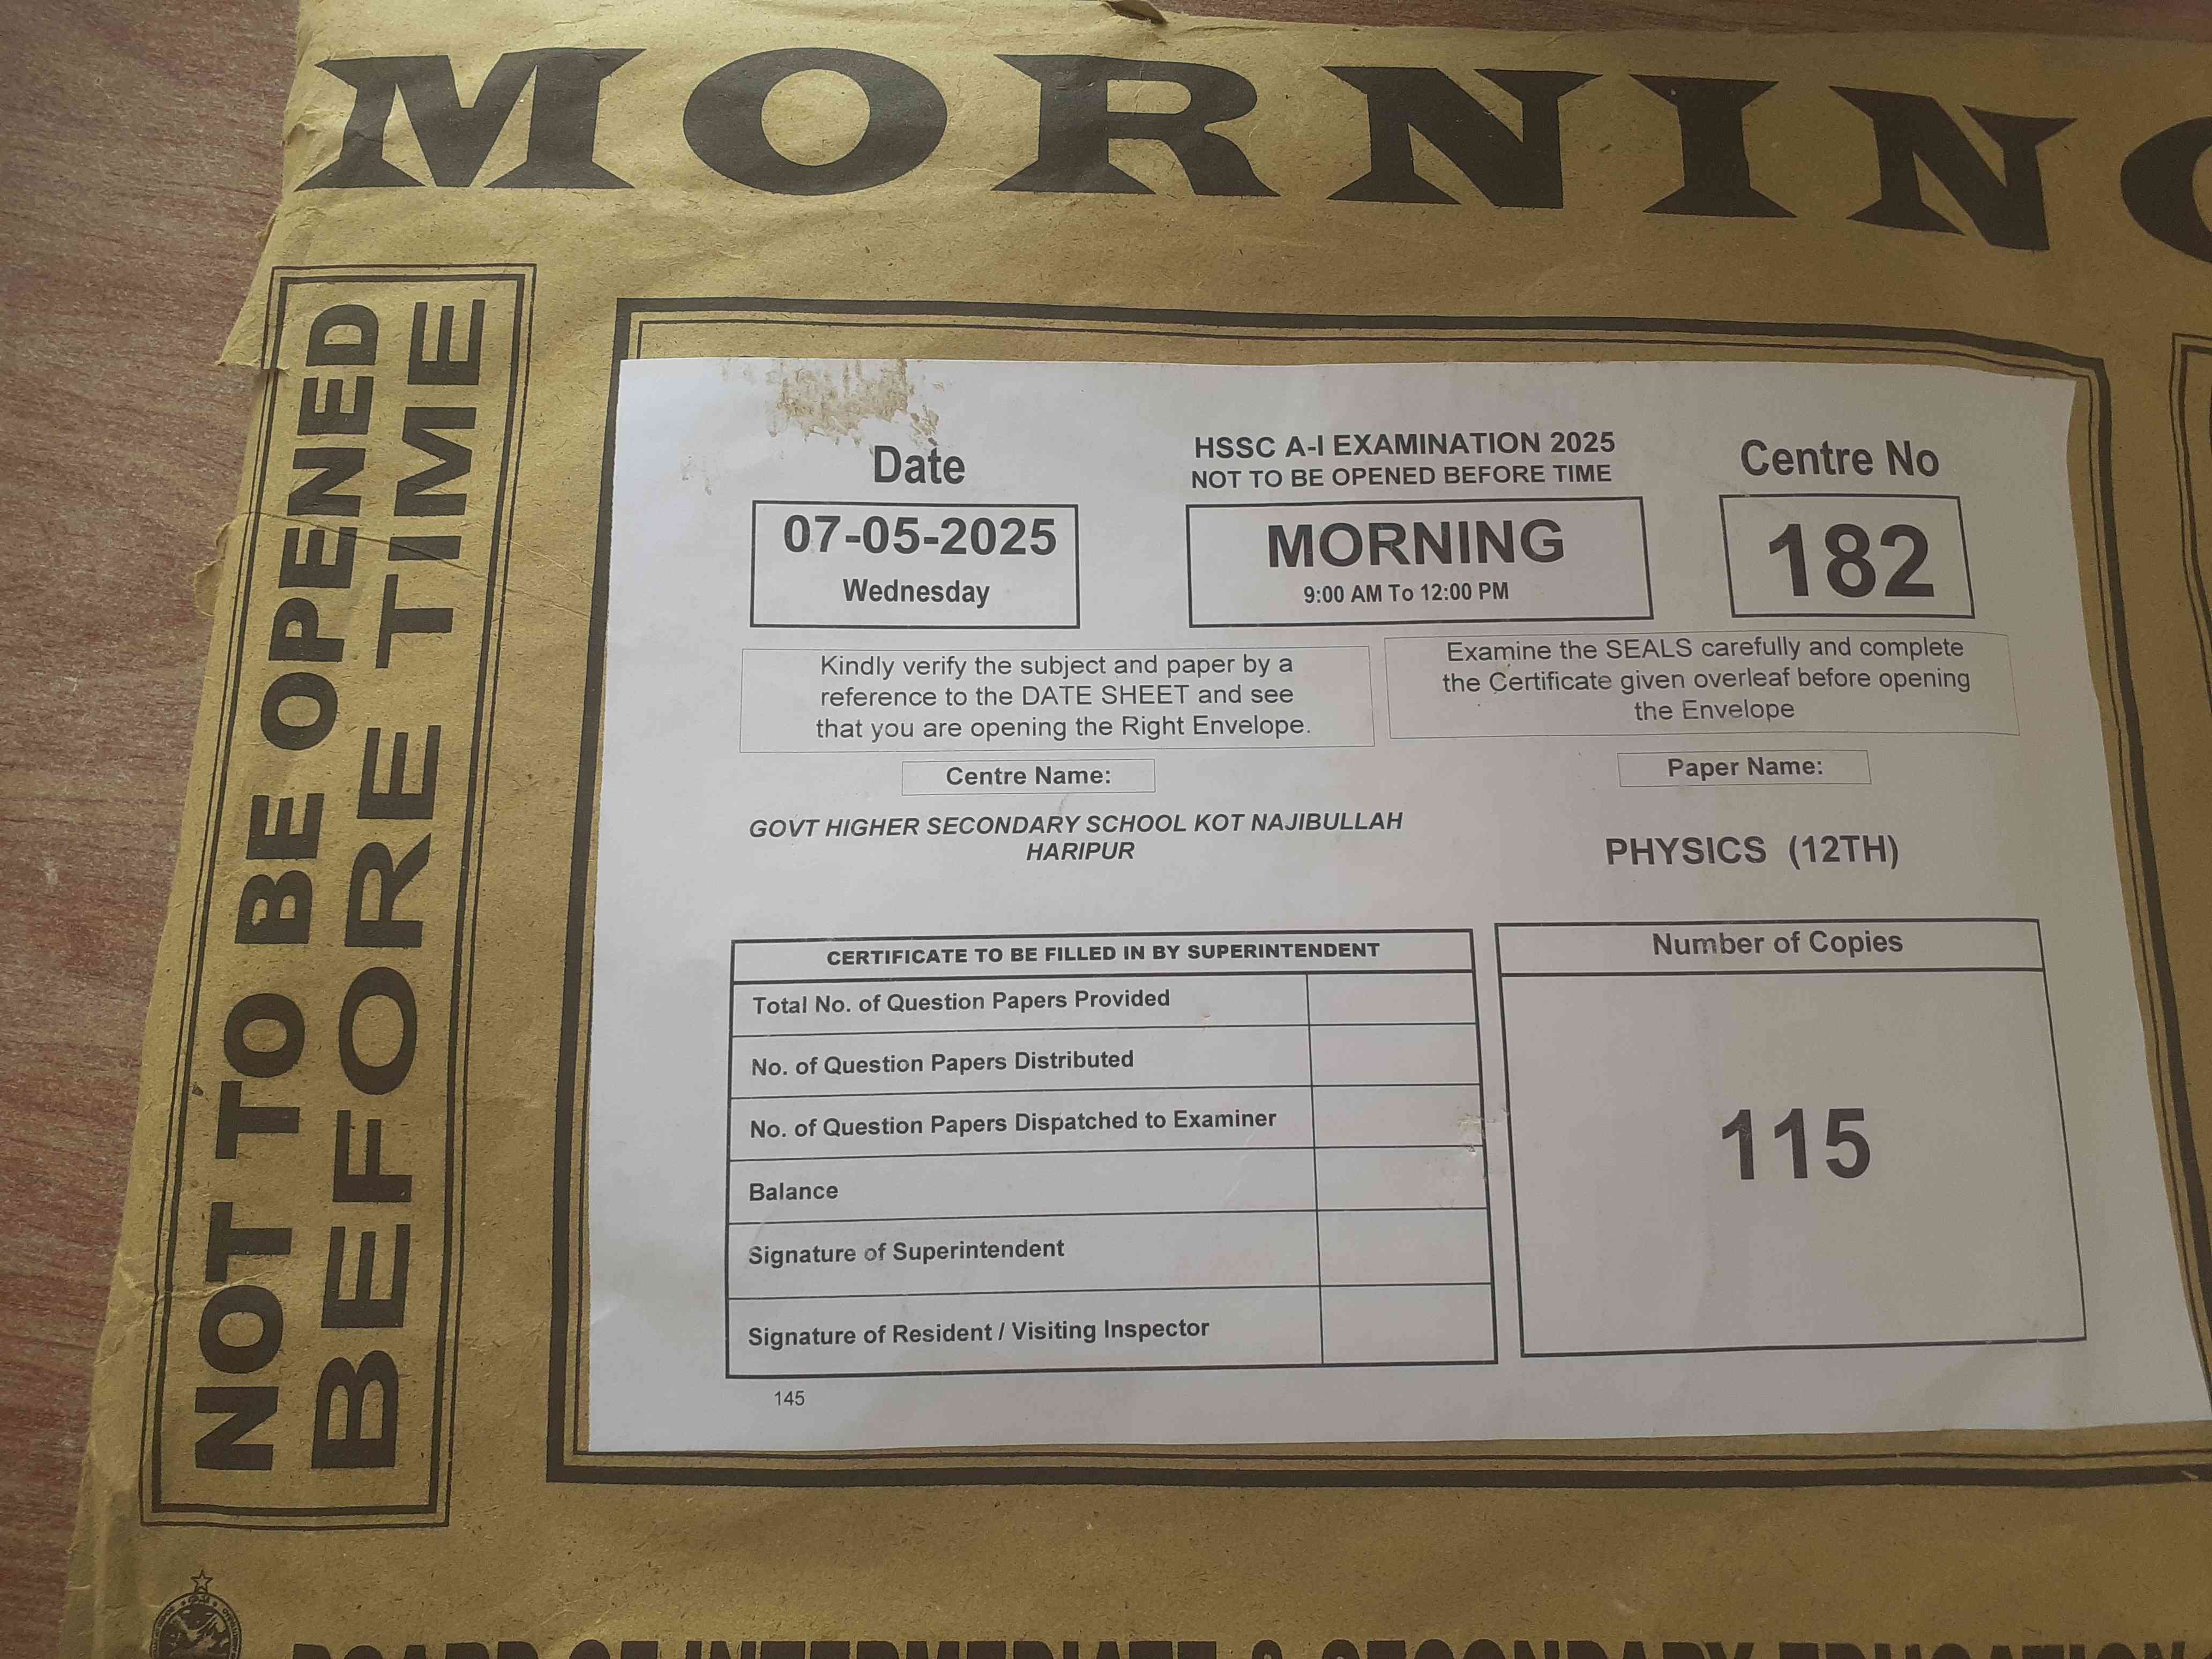 MORNING
NOT TO BE OPENED
BEFORE TIME
Date
07-05-2025
Wednesday
HSSC A-I EXAMINATION 2025
NOT TO BE OPENED BEFORE TIME
MORNING
9:00 AM To 12:00 PM
Centre No
182
Kindly verify the subject and paper by a
reference to the DATE SHEET and see
that you are opening the Right Envelope.
Examine the SEALS carefully and complete
the Certificate given overleaf before opening
the Envelope
Centre Name:
GOVT HIGHER SECONDARY SCHOOL KOT NAJIBULLAH
HARIPUR
Paper Name:
PHYSICS (12TH)
CERTIFICATE TO BE FILLED IN BY SUPERINTENDENT
Total No. of Question Papers Provided
No. of Question Papers Distributed
No. of Question Papers Dispatched to Examiner
Balance
Signature of Superintendent
Signature of Resident / Visiting Inspector
Number of Copies
115
145
BOARD OF INTERMEDIATE & SECONDARY EDUCATION